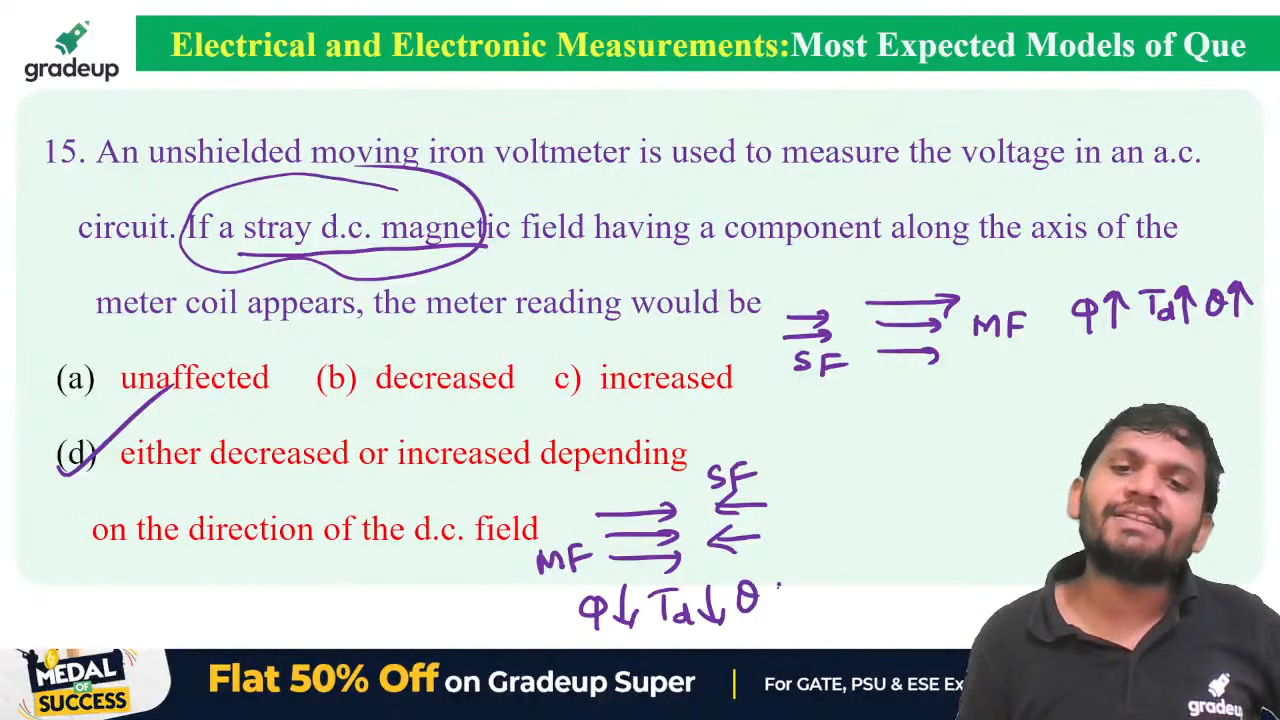 gradeup
Electrical and Electronic Measurements:Most Expected Models of Que
15. An unshielded moving iron voltmeter is used to measure the voltage in an a.c.
circuit. If a stray d.c. magnetic field having a component along the axis of the
meter coil appears, the meter reading would be
SF
MF
φ↑ Td↑ θ↑
(a) unaffected (b) decreased c) increased
(d) either decreased or increased depending
on the direction of the d.c. field
SF
MF
φ↓ Td↓ θ
MEDAL
OF
SUCCESS
Flat 50% Off on Gradeup Super
For GATE, PSU & ESE Ex
gradeup